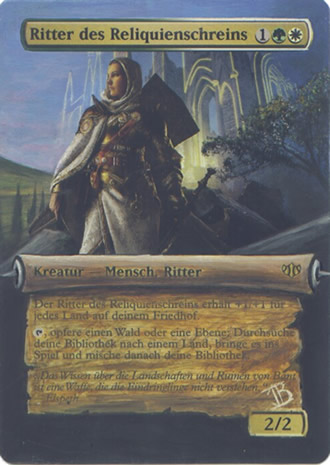 Ritter des Reliquienschreins 1
Kreatur — Mensch, Ritter
Der Ritter des Reliquienschreins erhält +1/+1 für
jedes Land auf deinem Friedhof.
, opfere einen Wald oder eine Ebene: Durchsuche
deine Bibliothek nach einem Land, bringe es ins
Spiel und mische danach deine Bibliothek.
„Das Wissen über die Landschaften und Ruinen von Bant
ist eine Waffe, die die Eindringlinge nicht verstehen."
—Elspeth
B
2/2